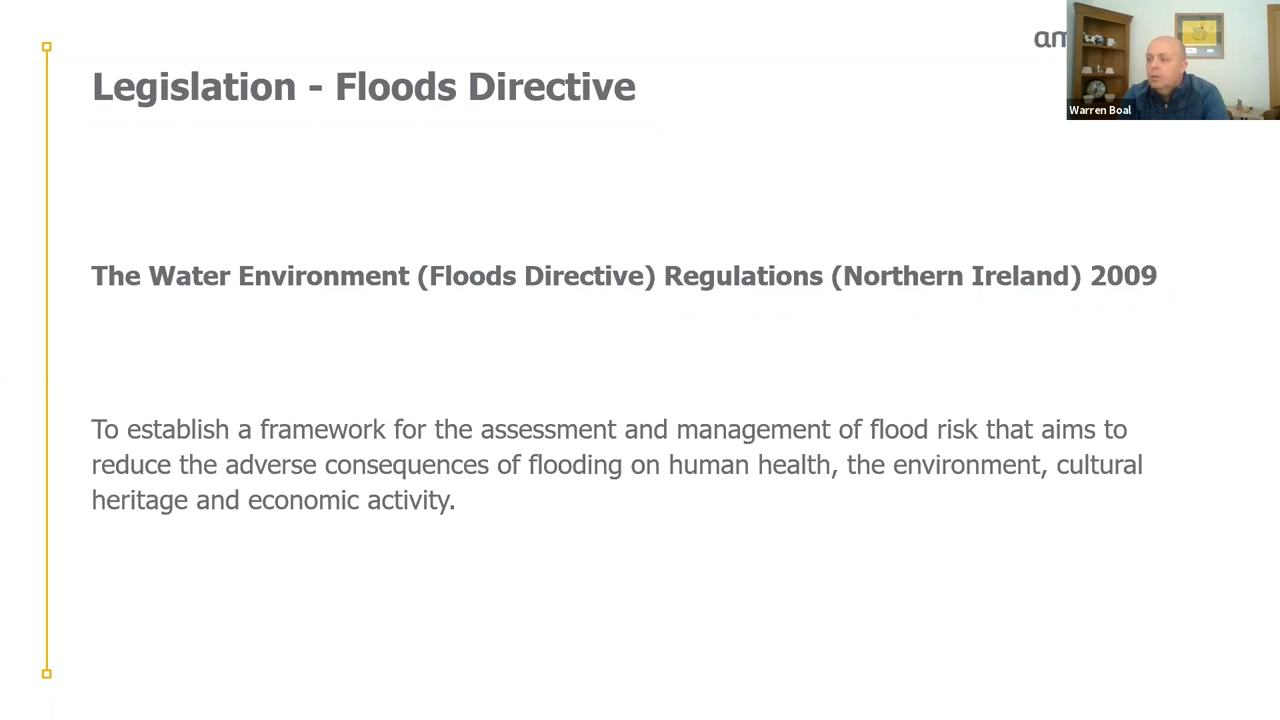 Legislation - Floods Directive
Warren Boal
The Water Environment (Floods Directive) Regulations (Northern Ireland) 2009
To establish a framework for the assessment and management of flood risk that aims to
reduce the adverse consequences of flooding on human health, the environment, cultural
heritage and economic activity.